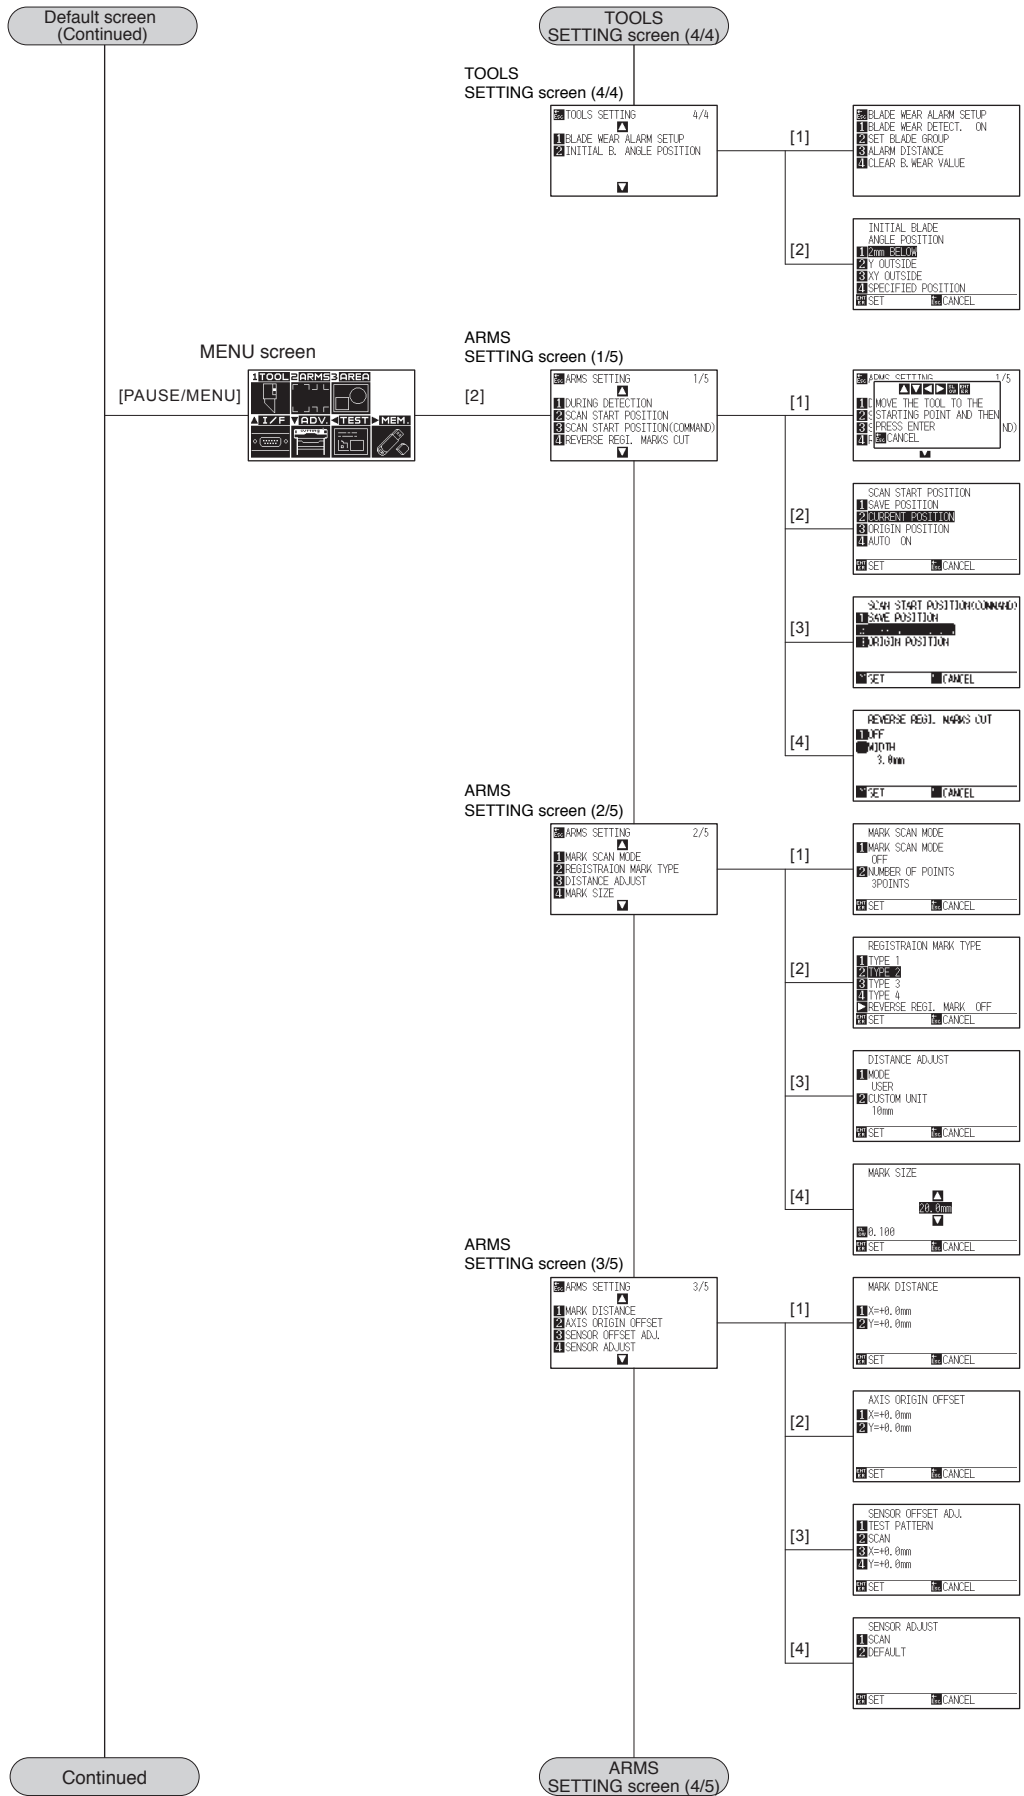 Default screen
(Continued)
TOOLS
SETTING screen (4/4)
TOOLS
SETTING screen (4/4)
TOOLS SETTING 4/4
1 BLADE WEAR ALARM SETUP
2 INITIAL B. ANGLE POSITION
[1]
BLADE WEAR ALARM SETUP
1 BLADE WEAR DETECT. ON
2 SET BLADE GROUP
3 ALARM DISTANCE
4 CLEAR B.WEAR VALUE
[2]
INITIAL BLADE
ANGLE POSITION
1 2mm BELOW
2 Y OUTSIDE
3 XY OUTSIDE
4 SPECIFIED POSITION
SET CANCEL
MENU screen
[PAUSE/MENU]
1 TOOL 2 ARMS 3 AREA
▲ I/F ▼ ADV. ◀ TEST ▶ MEM.
[2]
ARMS
SETTING screen (1/5)
ARMS SETTING 1/5
1 DURING DETECTION
2 SCAN START POSITION
3 SCAN START POSITION(COMMAND)
4 REVERSE REGI. MARKS CUT
[1]
ARMS SETTING 1/5
MOVE THE TOOL TO THE
STARTING POINT AND THEN
PRESS ENTER
CANCEL
[2]
SCAN START POSITION
1 SAVE POSITION
2 CURRENT POSITION
3 ORIGIN POSITION
4 AUTO ON
SET CANCEL
[3]
SCAN START POSITION(COMMAND)
1 SAVE POSITION
ORIGIN POSITION
SET CANCEL
[4]
REVERSE REGI. MARKS CUT
1 OFF
WIDTH
3.0mm
SET CANCEL
ARMS
SETTING screen (2/5)
ARMS SETTING 2/5
1 MARK SCAN MODE
2 REGISTRAION MARK TYPE
3 DISTANCE ADJUST
4 MARK SIZE
[1]
MARK SCAN MODE
1 MARK SCAN MODE
OFF
2 NUMBER OF POINTS
3POINTS
SET CANCEL
[2]
REGISTRAION MARK TYPE
1 TYPE 1
2 TYPE 2
3 TYPE 3
4 TYPE 4
▶ REVERSE REGI. MARK OFF
SET CANCEL
[3]
DISTANCE ADJUST
1 MODE
USER
2 CUSTOM UNIT
10mm
SET CANCEL
[4]
MARK SIZE
20.0mm
0.100
SET CANCEL
ARMS
SETTING screen (3/5)
ARMS SETTING 3/5
1 MARK DISTANCE
2 AXIS ORIGIN OFFSET
3 SENSOR OFFSET ADJ.
4 SENSOR ADJUST
[1]
MARK DISTANCE
1 X=+0.0mm
2 Y=+0.0mm
SET CANCEL
[2]
AXIS ORIGIN OFFSET
1 X=+0.0mm
2 Y=+0.0mm
SET CANCEL
[3]
SENSOR OFFSET ADJ.
1 TEST PATTERN
2 SCAN
3 X=+0.0mm
4 Y=+0.0mm
SET CANCEL
[4]
SENSOR ADJUST
1 SCAN
2 DEFAULT
SET CANCEL
Continued
ARMS
SETTING screen (4/5)